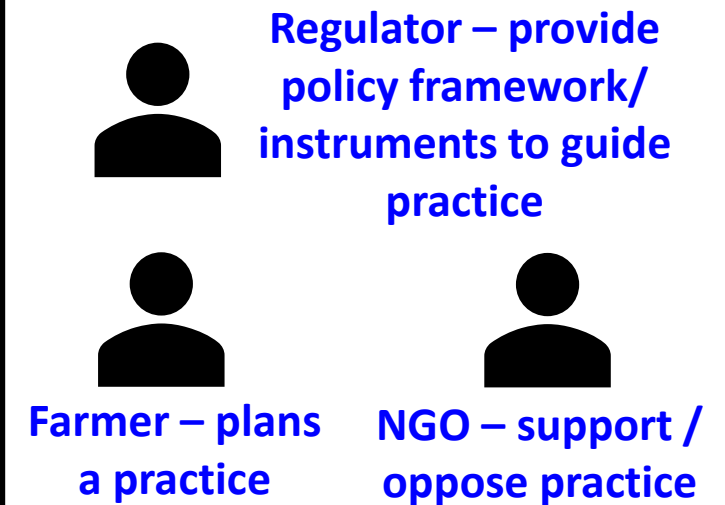 Regulator – provide
policy framework/
instruments to guide
practice
Farmer – plans
a practice
NGO – support /
oppose practice